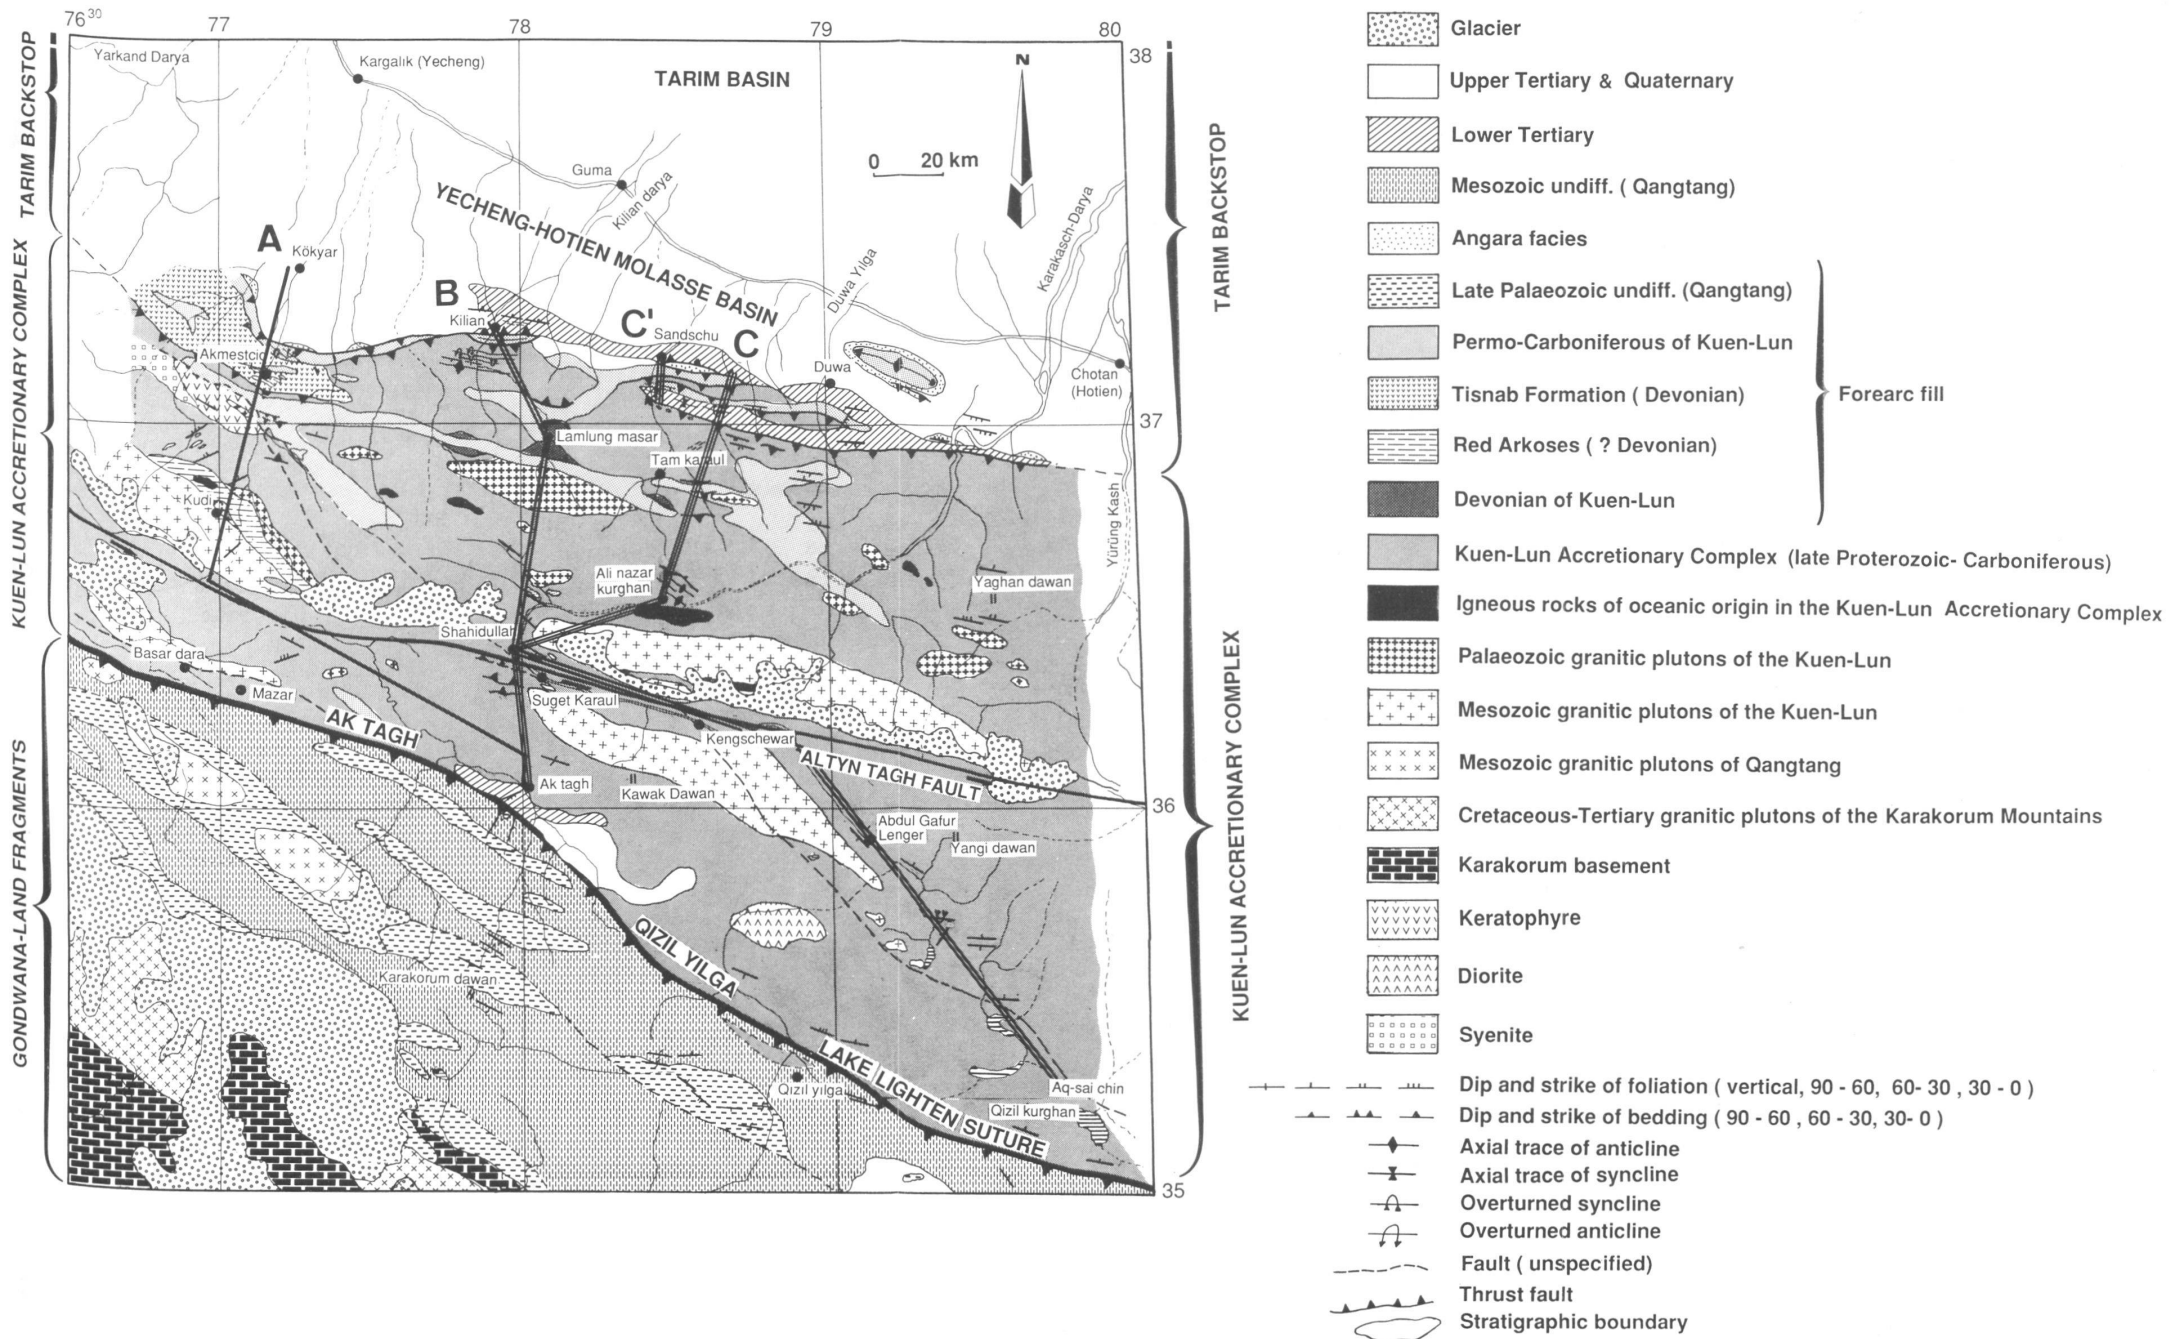 76³⁰
77
78
79
80
38
37
36
35
TARIM BACKSTOP
KUEN-LUN ACCRETIONARY COMPLEX
GONDWANA-LAND FRAGMENTS
Yarkand Darya
Kargalık (Yecheng)
TARIM BASIN
N
0 20 km
Guma
Kilian darya
YECHENG-HOTIEN MOLASSE BASIN
Karakasch-Darya
Duwa Yılga
A
Kökyar
B
Kilian
C'
Sandschu
C
Duwa
Chotan
(Hotien)
Lamlung masar
Tam karaul
Kudi
Yürüng Kash
Ali nazar
kurghan
Yaghan dawan
Shahidullah
Basar dara
Mazar
Suget Karaul
Kengschewar
AK TAGH
ALTYN TAGH FAULT
Ak tagh
Kawak Dawan
Abdul Gafur
Lenger
Yangi dawan
QIZIL YILGA
Karakorum dawan
LAKE LIGHTEN SUTURE
Qızıl yılga
Aq-sai chin
Qizil kurghan
TARIM BACKSTOP
KUEN-LUN ACCRETIONARY COMPLEX
Glacier
Upper Tertiary & Quaternary
Lower Tertiary
Mesozoic undiff. ( Qangtang)
Angara facies
Late Palaeozoic undiff. (Qangtang)
Permo-Carboniferous of Kuen-Lun
Tisnab Formation ( Devonian)
Forearc fill
Red Arkoses ( ? Devonian)
Devonian of Kuen-Lun
Kuen-Lun Accretionary Complex (late Proterozoic- Carboniferous)
Igneous rocks of oceanic origin in the Kuen-Lun Accretionary Complex
Palaeozoic granitic plutons of the Kuen-Lun
Mesozoic granitic plutons of the Kuen-Lun
Mesozoic granitic plutons of Qangtang
Cretaceous-Tertiary granitic plutons of the Karakorum Mountains
Karakorum basement
Keratophyre
Diorite
Syenite
Dip and strike of foliation ( vertical, 90 - 60, 60- 30 , 30 - 0 )
Dip and strike of bedding ( 90 - 60 , 60 - 30, 30- 0 )
Axial trace of anticline
Axial trace of syncline
Overturned syncline
Overturned anticline
Fault ( unspecified)
Thrust fault
Stratigraphic boundary